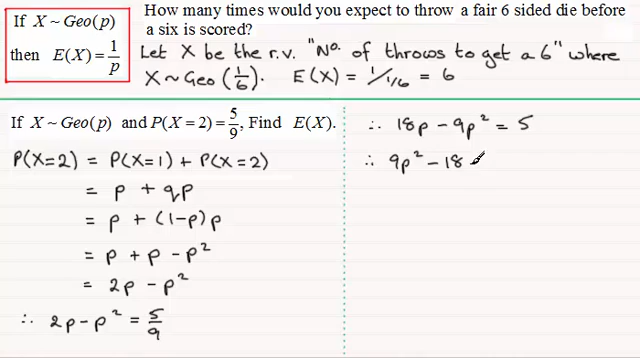 If X ~ Geo(p)
then E(X) = 1/p
How many times would you expect to throw a fair 6 sided die before
a six is scored?
Let X be the r.v. "No. of throws to get a 6" where
X ~ Geo (1/6). E(X) = 1/1/6 = 6
If X ~ Geo(p) and P(X = 2) = 5/9, Find E(X).
P(X=2) = P(X=1) + P(X=2)
= p + qp
= p + (1-p)p
= p + p - p²
= 2p - p²
∴ 2p - p² = 5/9
∴ 18p - 9p² = 5
∴ 9p² - 18